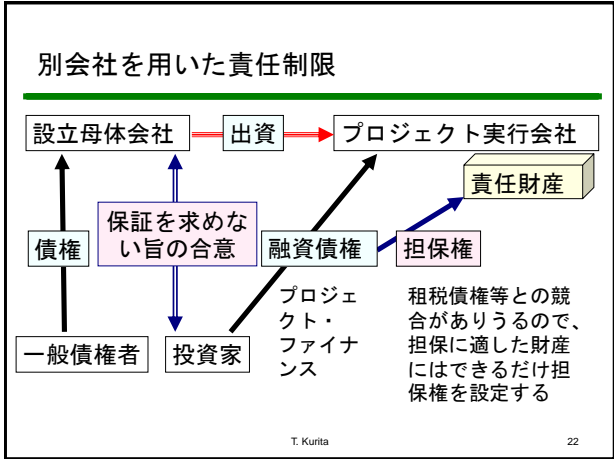 別会社を用いた責任制限
設立母体会社
出資
プロジェクト実行会社
責任財産
債権
保証を求めな
い旨の合意
融資債権
担保権
プロジェ
クト・
ファイナ
ンス
租税債権等との競
合がありうるので、
担保に適した財産
にはできるだけ担
保権を設定する
一般債権者
投資家
T. Kurita
22